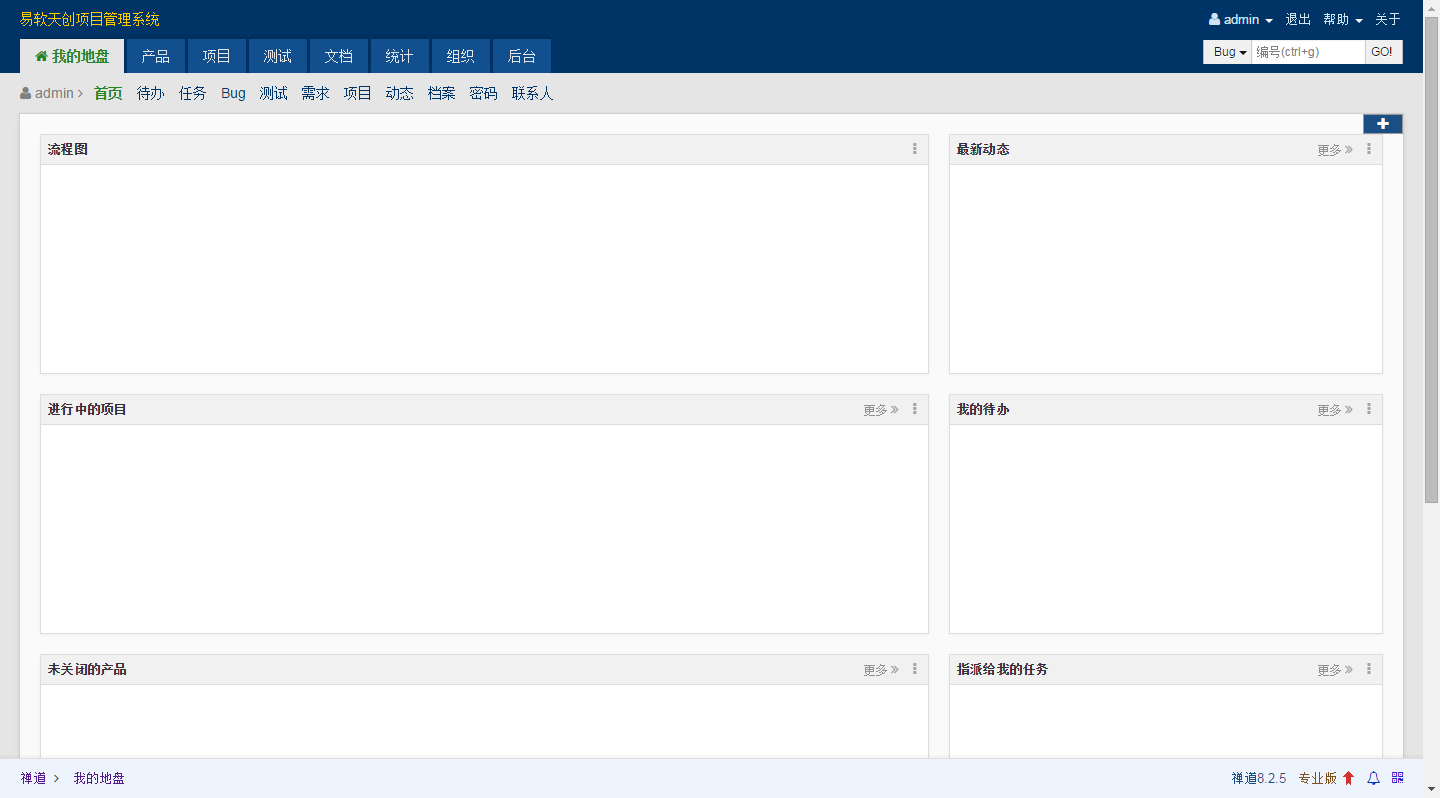 易软天创项目管理系统
admin 退出 帮助 关于
我的地盘 产品 项目 测试 文档 统计 组织 后台
Bug 编号(ctrl+g) GO!
admin 首页 待办 任务 Bug 测试 需求 项目 动态 档案 密码 联系人
流程图
最新动态 更多
进行中的项目 更多
我的待办 更多
未关闭的产品 更多
指派给我的任务 更多
禅道 我的地盘
禅道8.2.5 专业版